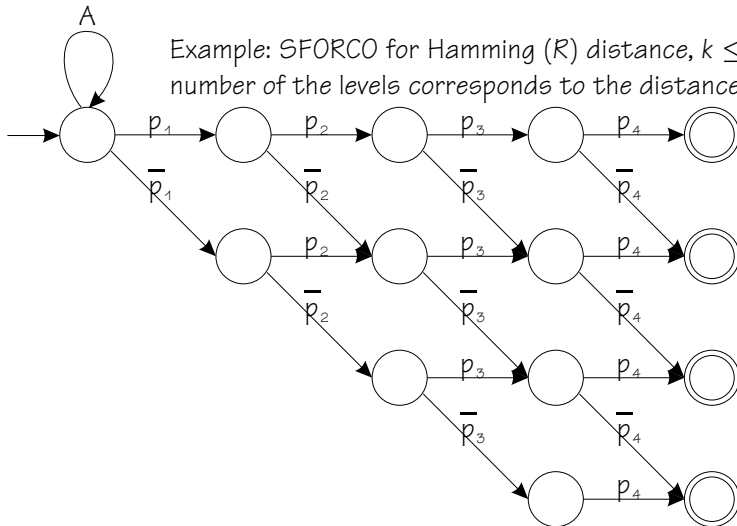 A
Example: SFORCO for Hamming (R) distance, k ≤
number of the levels corresponds to the distance
p₁ p₂ p₃ p₄
p̅₁ p̅₂ p̅₃ p̅₄
p₂ p₃ p₄
p̅₂ p̅₃ p̅₄
p₃ p₄
p̅₃ p̅₄
p₄